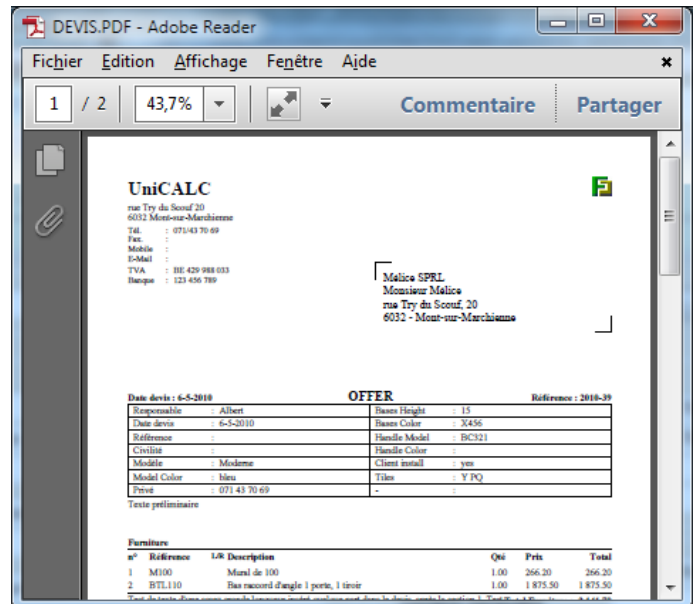 DEVIS.PDF - Adobe Reader
Fichier Edition Affichage Fenêtre Aide
1 / 2 43,7% Commentaire Partager
UniCALC
rue Try du Scouf 20
6032 Mont-sur-Marchienne
Tél. : 071/43 70 69
Fax. :
Mobile :
E-Mail :
TVA : BE 429 988 033
Banque : 123 456 789
Melice SPRL
Monsieur Melice
rue Try du Scouf, 20
6032 - Mont-sur-Marchienne
Date devis : 6-5-2010 OFFER Référence : 2010-39
Responsable : Albert Bases Height : 15
Date devis : 6-5-2010 Bases Color : X456
Référence : Handle Model : BC321
Civilité : Handle Color :
Modèle : Moderne Client install : yes
Model Color : bleu Tiles : Y PQ
Privé : 071 43 70 69 - :
Texte préliminaire
Furniture
n° Référence L/R Description Qté Prix Total
1 M100 Mural de 100 1.00 266.20 266.20
2 BTL110 Bas raccord d'angle 1 porte, 1 tiroir 1.00 1 875.50 1 875.50